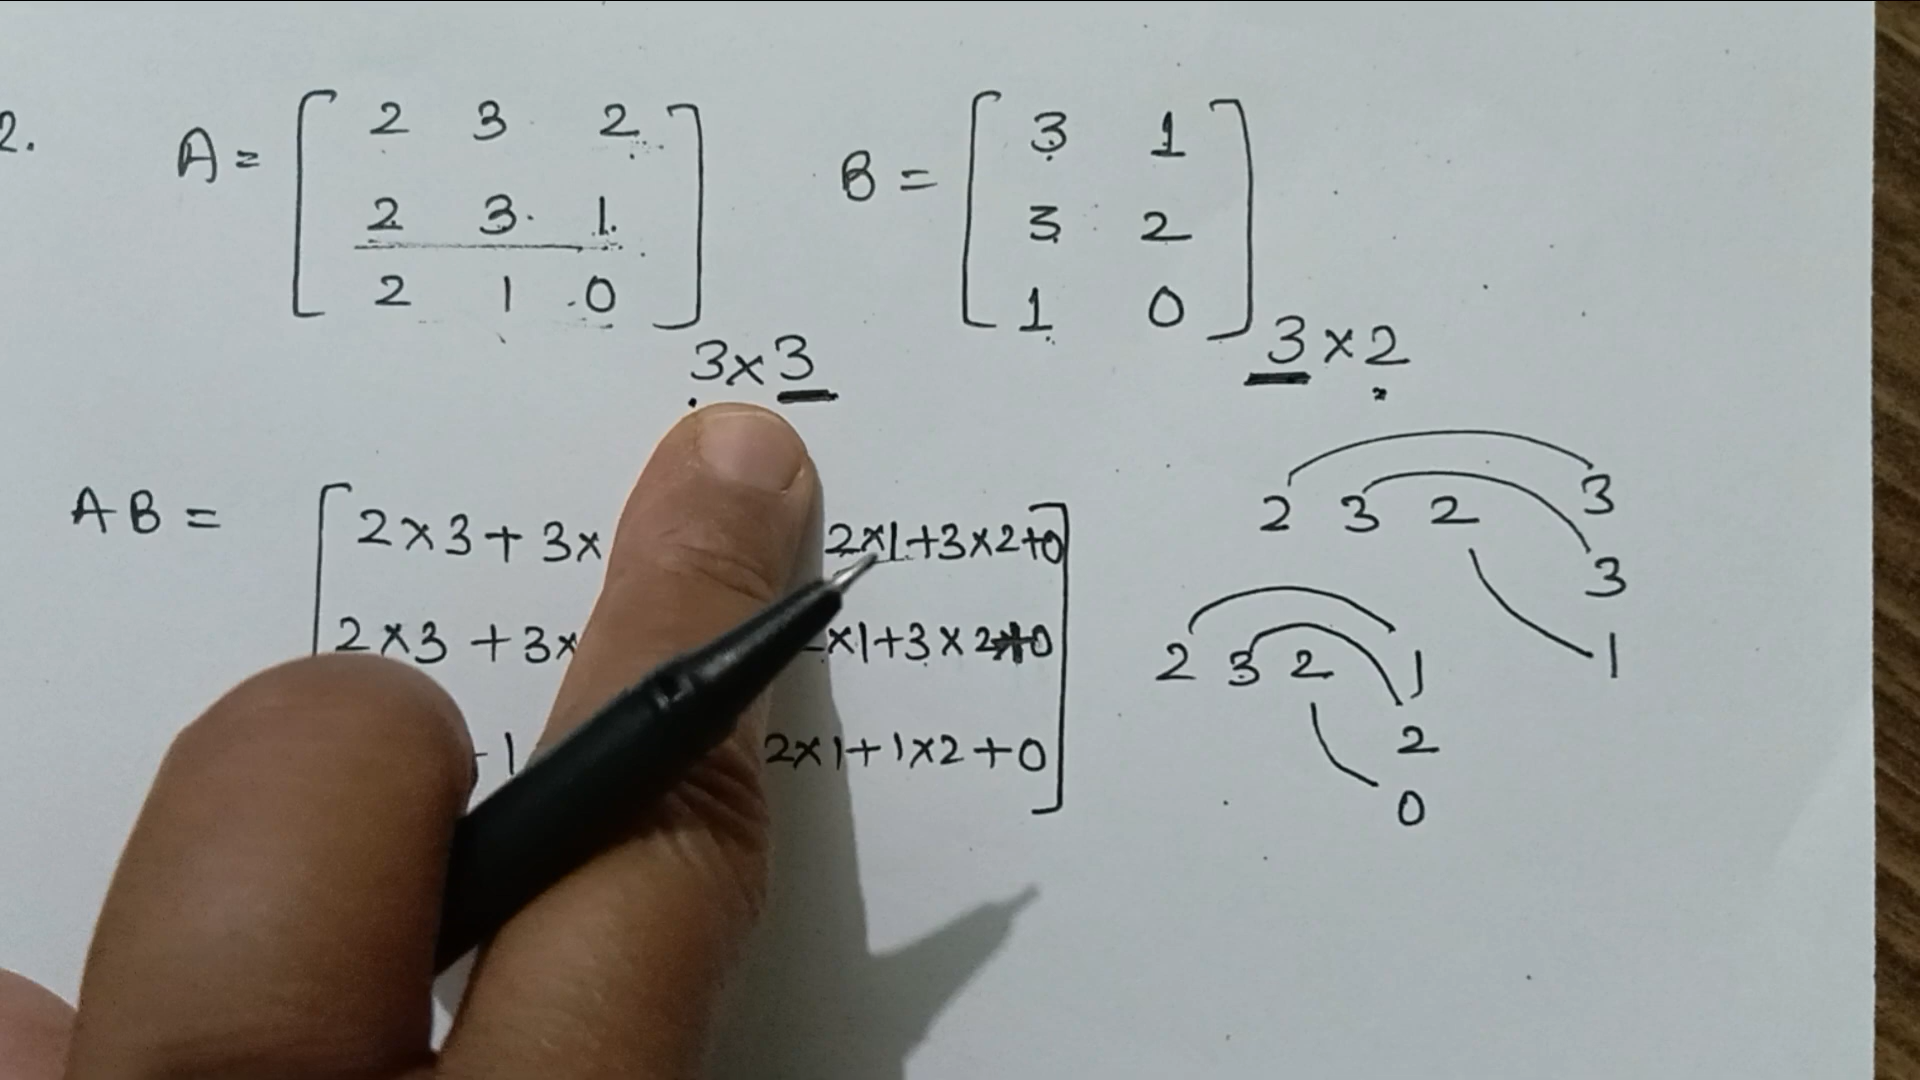 2. A = [ 2 3 2 B = [ 3 1
2 3 1 3 2
2 1 0 ] 1 0 ]
3×3 3×2
AB = [ 2×3+3× 2×1+3×2+0 2 3 2 3
3
2×3 +3× ×1+3×2+0 2 3 2 1 1
2
1 2×1+1×2+0 ] 0